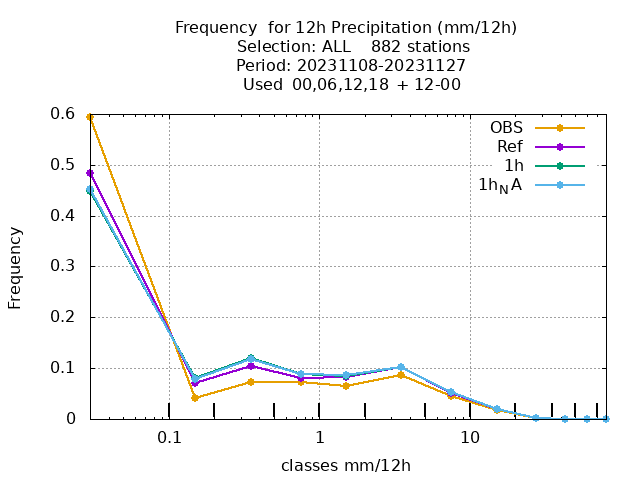 Frequency  for 12h Precipitation (mm/12h)
Selection: ALL    882 stations
Period: 20231108-20231127
Used  00,06,12,18  + 12-00
OBS
Ref
1h
1h_NA
Frequency
0.6
0.5
0.4
0.3
0.2
0.1
0
0.1
1
10
classes mm/12h